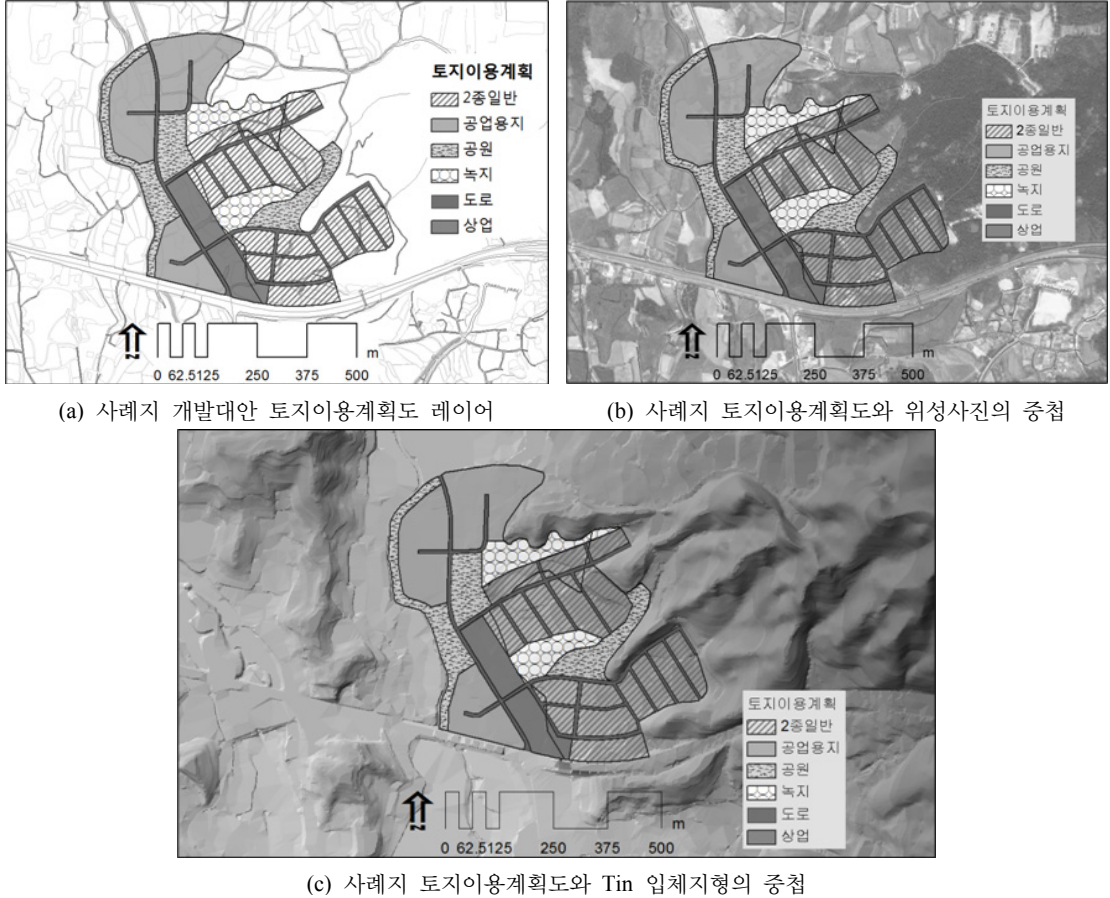 토지이용계획
2종일반
공업용지
공원
녹지
도로
상업
N
m
0 62.5125 250 375 500
(a) 사례지 개발대안 토지이용계획도 레이어
토지이용계획
2종일반
공업용지
공원
녹지
도로
상업
N
m
0 62.5125 250 375 500
(b) 사례지 토지이용계획도와 위성사진의 중첩
토지이용계획
2종일반
공업용지
공원
녹지
도로
상업
N
m
0 62.5125 250 375 500
(c) 사례지 토지이용계획도와 Tin 입체지형의 중첩